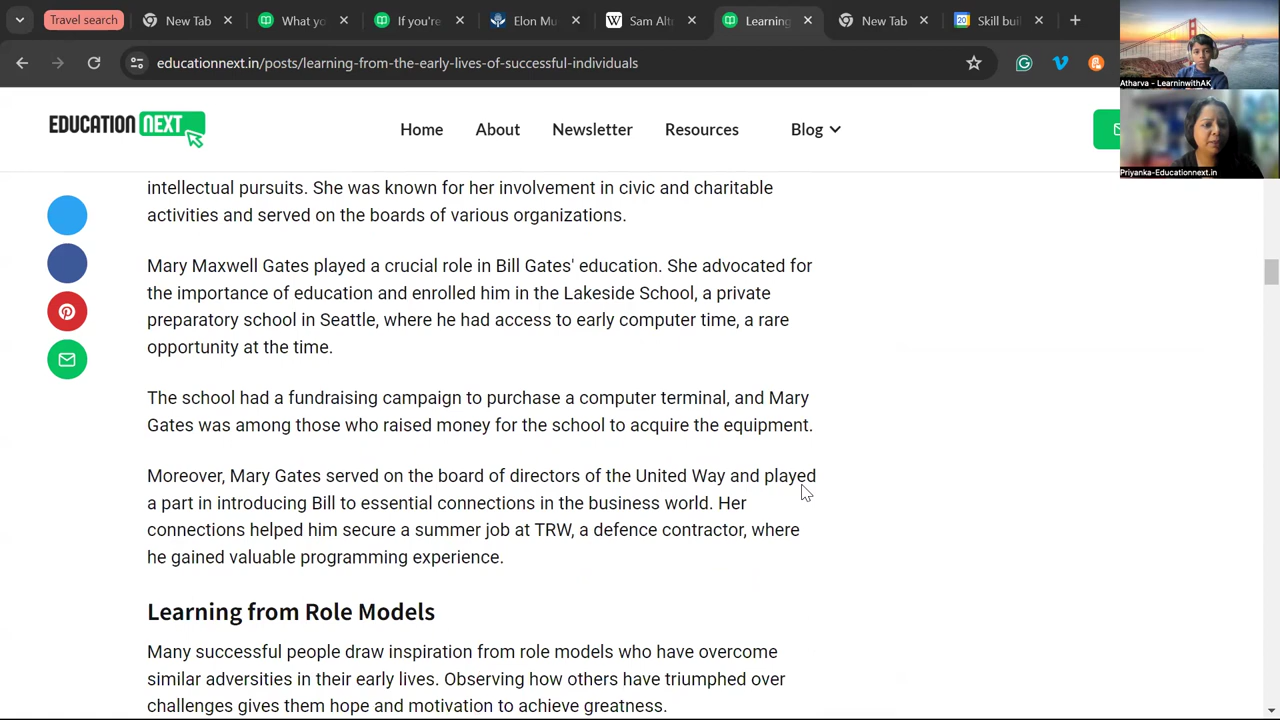 Travel search
New Tab
What yo
If you're
Elon Mu
W
Sam Alt
Learning
New Tab
20
Skill bui
educationnext.in/posts/learning-from-the-early-lives-of-successful-individuals
EDUCATION NEXT
Home
About
Newsletter
Resources
Blog
Atharva - LearninwithAK
Priyanka-Educationnext.in
intellectual pursuits. She was known for her involvement in civic and charitable
activities and served on the boards of various organizations.
Mary Maxwell Gates played a crucial role in Bill Gates' education. She advocated for
the importance of education and enrolled him in the Lakeside School, a private
preparatory school in Seattle, where he had access to early computer time, a rare
opportunity at the time.
The school had a fundraising campaign to purchase a computer terminal, and Mary
Gates was among those who raised money for the school to acquire the equipment.
Moreover, Mary Gates served on the board of directors of the United Way and played
a part in introducing Bill to essential connections in the business world. Her
connections helped him secure a summer job at TRW, a defence contractor, where
he gained valuable programming experience.
Learning from Role Models
Many successful people draw inspiration from role models who have overcome
similar adversities in their early lives. Observing how others have triumphed over
challenges gives them hope and motivation to achieve greatness.